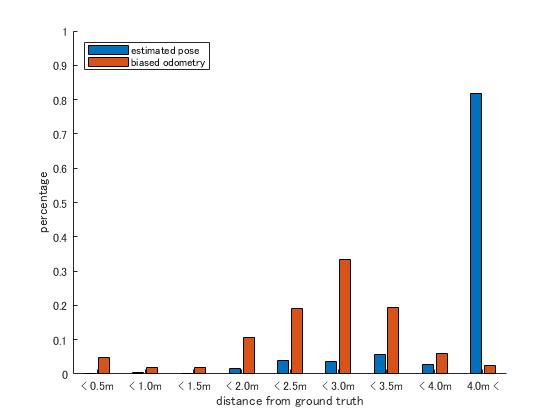 1
estimated pose
biased odometry
0.9
0.8
0.7
0.6
0.5
0.4
0.3
0.2
0.1
0
percentage
< 0.5m < 1.0m < 1.5m < 2.0m < 2.5m < 3.0m < 3.5m < 4.0m 4.0m <
distance from ground truth